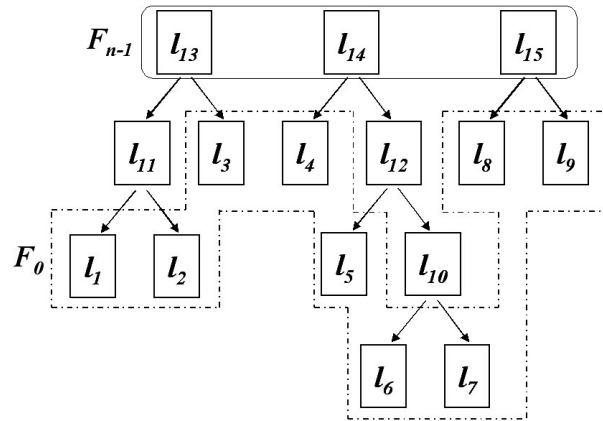 F_{n-1} l_{13} l_{14} l_{15}
l_{11} l_3 l_4 l_{12} l_8 l_9
F_0 l_1 l_2 l_5 l_{10}
l_6 l_7